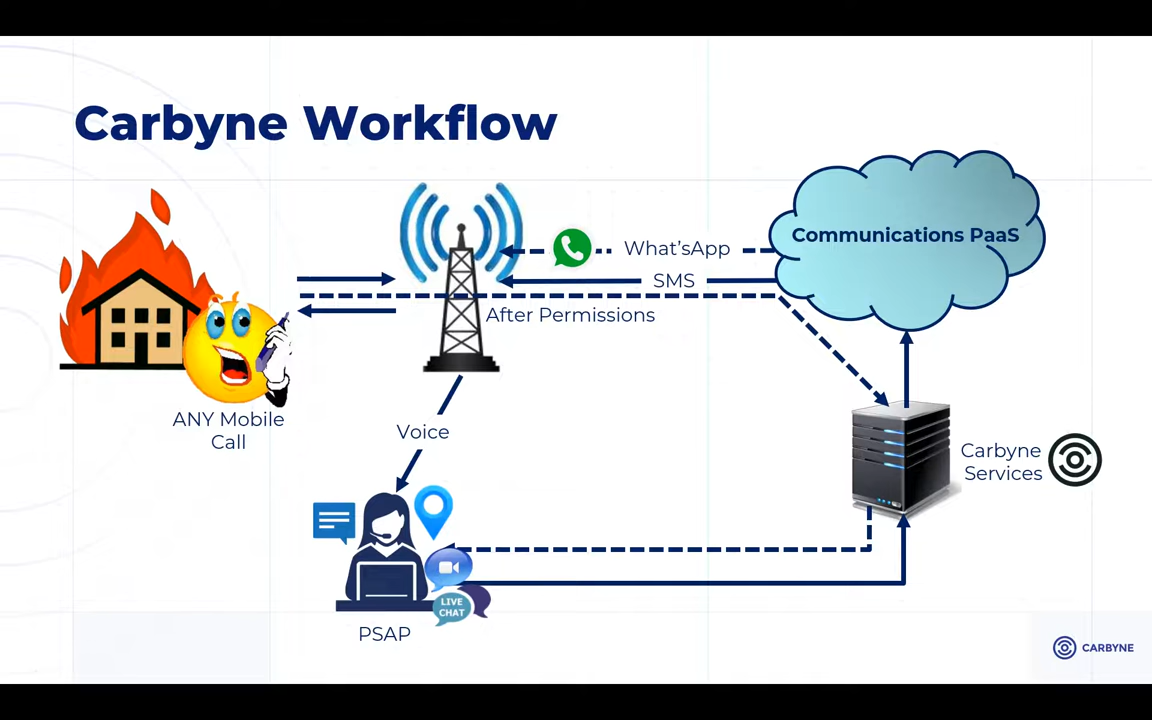 Carbyne Workflow
Communications PaaS
What'sApp
SMS
After Permissions
ANY Mobile
Call
Voice
Carbyne
Services
LIVE
CHAT
PSAP
CARBYNE